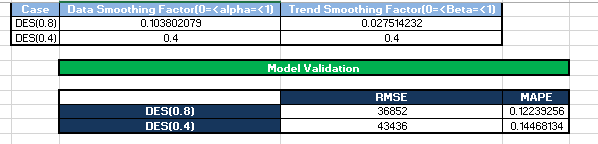 Case Data Smoothing Factor(0=<alpha=<1) Trend Smoothing Factor(0=<Beta=<1)
DES(0.8) 0.103802079 0.027514232
DES(0.4) 0.4 0.4
Model Validation
RMSE MAPE
DES(0.8) 36852 0.12239256
DES(0.4) 43436 0.14468134